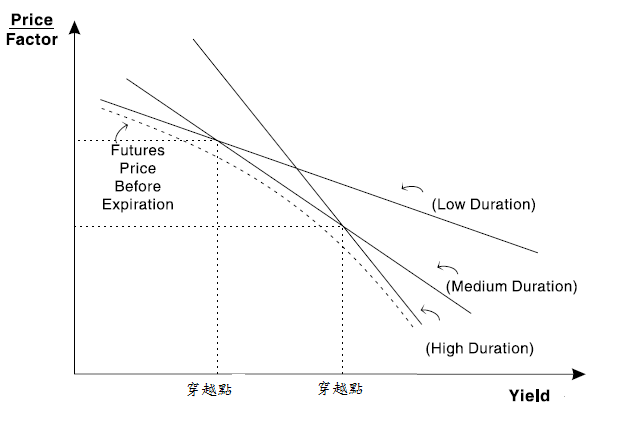 Price
Factor
Futures
Price
Before
Expiration
(Low Duration)
(Medium Duration)
(High Duration)
穿越點
穿越點
Yield